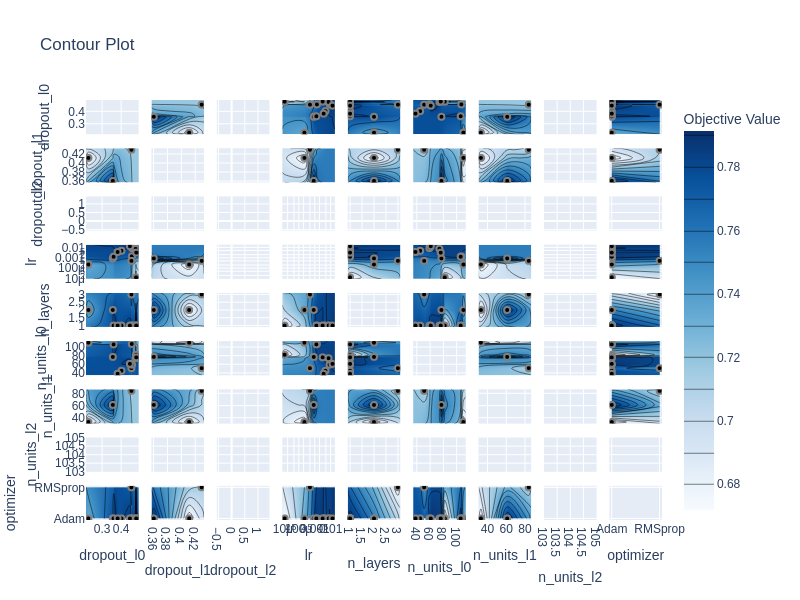 Contour Plot
Objective Value
0.78
0.76
0.74
0.72
0.7
0.68
dropout_l0
0.4
0.3
dropout_l1
0.42
0.4
0.38
0.36
dropout_l2
1
0.5
0
−0.5
lr
0.01
0.001
100μ
10μ
n_layers
3
2.5
1.5
1
n_units_l0
100
80
60
40
n_units_l1
80
60
40
n_units_l2
105
104.5
104
103.5
103
optimizer
RMSprop
Adam
0.3 0.4
0.36 0.38 0.4 0.42
−0.5 0 0.5 1
1 1.5 2 2.5 3
40 60 80 100
40 60 80
103 103.5 104 104.5 105
Adam RMSprop
dropout_l0 dropout_l1 dropout_l2 lr n_layers n_units_l0 n_units_l1 n_units_l2 optimizer